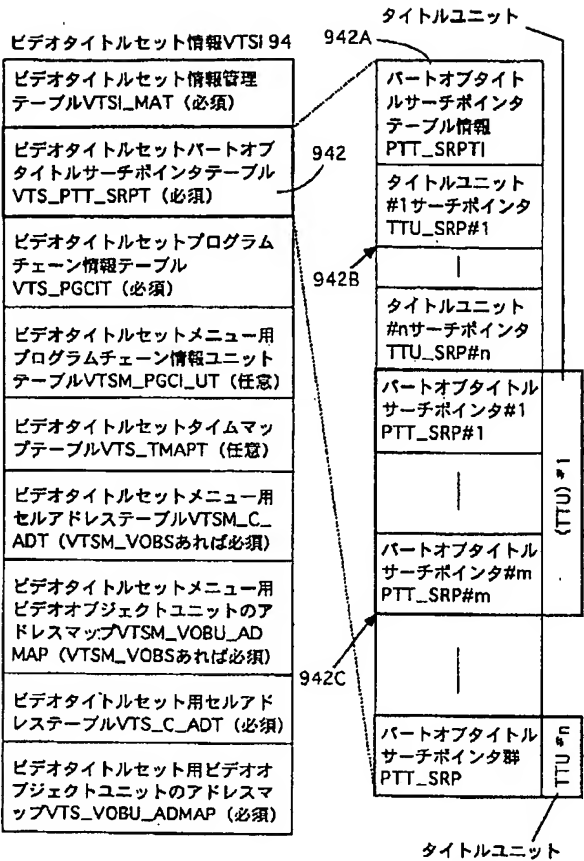 ビデオタイトルセット情報VTSI 94
ビデオタイトルセット情報管理
テーブルVTSI_MAT（必須）
ビデオタイトルセットパートオブ
タイトルサーチポインタテーブル
VTS_PTT_SRPT（必須）
ビデオタイトルセットプログラム
チェーン情報テーブル
VTS_PGCIT（必須）
ビデオタイトルセットメニュー用
プログラムチェーン情報ユニット
テーブルVTSM_PGCI_UT（任意）
ビデオタイトルセットタイムマッ
プテーブルVTS_TMAPT（任意）
ビデオタイトルセットメニュー用
セルアドレステーブルVTSM_C_
ADT（VTSM_VOBSあれば必須）
ビデオタイトルセットメニュー用
ビデオオブジェクトユニットのア
ドレスマップVTSM_VOBU_AD
MAP（VTSM_VOBSあれば必須）
ビデオタイトルセット用セルアド
レステーブルVTS_C_ADT（必須）
ビデオタイトルセット用ビデオオ
ブジェクトユニットのアドレスマ
ップVTS_VOBU_ADMAP（必須）
942
タイトルユニット
942A
パートオブタイト
ルサーチポインタ
テーブル情報
PTT_SRPTI
タイトルユニット
#1サーチポインタ
TTU_SRP#1
942B
タイトルユニット
#nサーチポインタ
TTU_SRP#n
パートオブタイトル
サーチポインタ#1
PTT_SRP#1
(TTU) #1
パートオブタイトル
サーチポインタ#m
PTT_SRP#m
942C
パートオブタイトル
サーチポインタ群
PTT_SRP
TTU #n
タイトルユニット